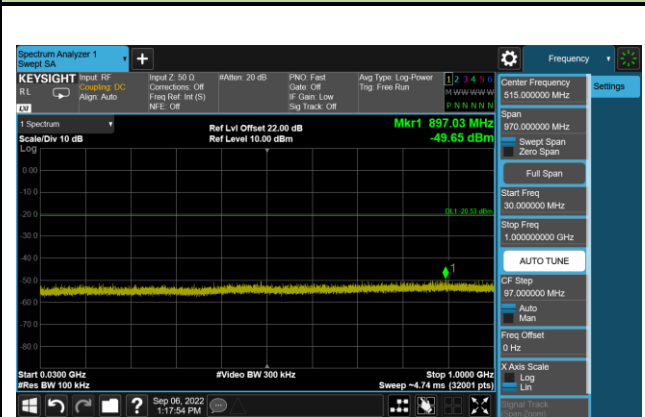 Spectrum Analyzer 1
Swept SA
Frequency
KEYSIGHT
RL
LXI
Input: RF
Coupling: DC
Align: Auto
Input Z: 50 Ω
Corrections: Off
Freq Ref: Int (S)
NFE: Off
#Atten: 20 dB
PNO: Fast
Gate: Off
IF Gain: Low
Sig Track: Off
Avg Type: Log-Power
Trig: Free Run
1 2 3 4 5 6
M W W W W W
P N N N N N
1 Spectrum
Scale/Div 10 dB
Log
Ref Lvl Offset 22.00 dB
Ref Level 10.00 dBm
Mkr1 897.03 MHz
-49.65 dBm
0.00
-10.0
-20.0
-30.0
-40.0
-50.0
-60.0
-70.0
-80.0
DL1 -20.53 dBm
1
Start 0.0300 GHz
#Res BW 100 kHz
#Video BW 300 kHz
Stop 1.0000 GHz
Sweep ~4.74 ms (32001 pts)
Center Frequency
515.000000 MHz
Settings
Span
970.000000 MHz
Swept Span
Zero Span
Full Span
Start Freq
30.000000 MHz
Stop Freq
1.000000000 GHz
AUTO TUNE
CF Step
97.000000 MHz
Auto
Man
Freq Offset
0 Hz
X Axis Scale
Log
Lin
Signal Track
(Span Zoom)
Sep 06, 2022
1:17:54 PM